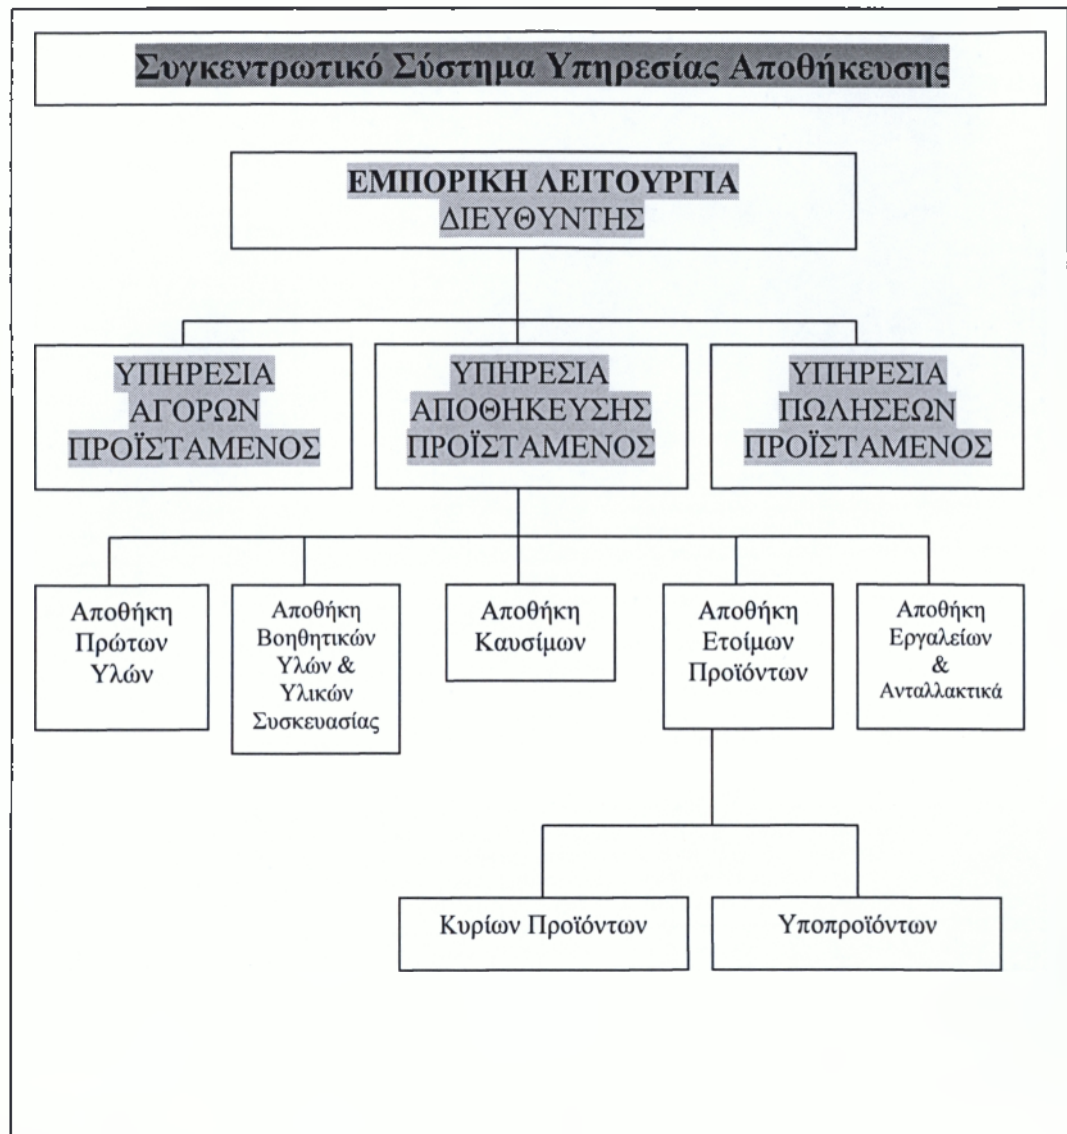 Συγκεντρωτικό Σύστημα Υπηρεσίας Αποθήκευσης
ΕΜΠΟΡΙΚΗ ΛΕΙΤΟΥΡΓΙΑ
ΔΙΕΥΘΥΝΤΗΣ
ΥΠΗΡΕΣΙΑ
ΑΓΟΡΩΝ
ΠΡΟΪΣΤΑΜΕΝΟΣ
ΥΠΗΡΕΣΙΑ
ΑΠΟΘΗΚΕΥΣΗΣ
ΠΡΟΪΣΤΑΜΕΝΟΣ
ΥΠΗΡΕΣΙΑ
ΠΩΛΗΣΕΩΝ
ΠΡΟΪΣΤΑΜΕΝΟΣ
Αποθήκη
Πρώτων
Υλών
Αποθήκη
Βοηθητικών
Υλών &
Υλικών
Συσκευασίας
Αποθήκη
Καυσίμων
Αποθήκη
Ετοίμων
Προϊόντων
Αποθήκη
Εργαλείων
&
Ανταλλακτικά
Κυρίων Προϊόντων
Υποπροϊόντων